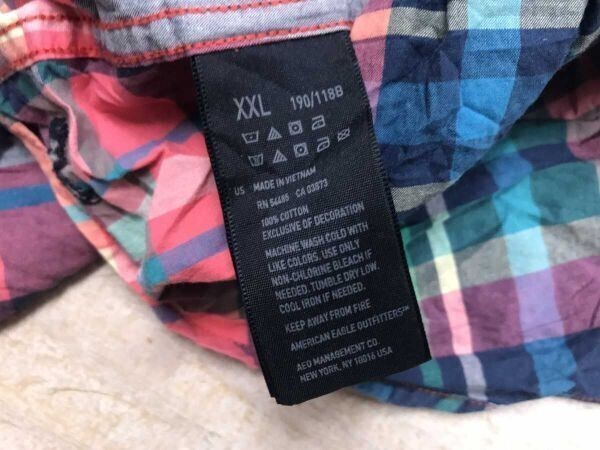 XXL 190/118B
US MADE IN VIETNAM
RN 54485 CA 03873
100% COTTON
EXCLUSIVE OF DECORATION
MACHINE WASH COLD WITH
LIKE COLORS. USE ONLY
NON-CHLORINE BLEACH IF
NEEDED. TUMBLE DRY LOW.
COOL IRON IF NEEDED.
KEEP AWAY FROM FIRE
AMERICAN EAGLE OUTFITTERS™
AEO MANAGEMENT CO.
NEW YORK, NY 10016 USA